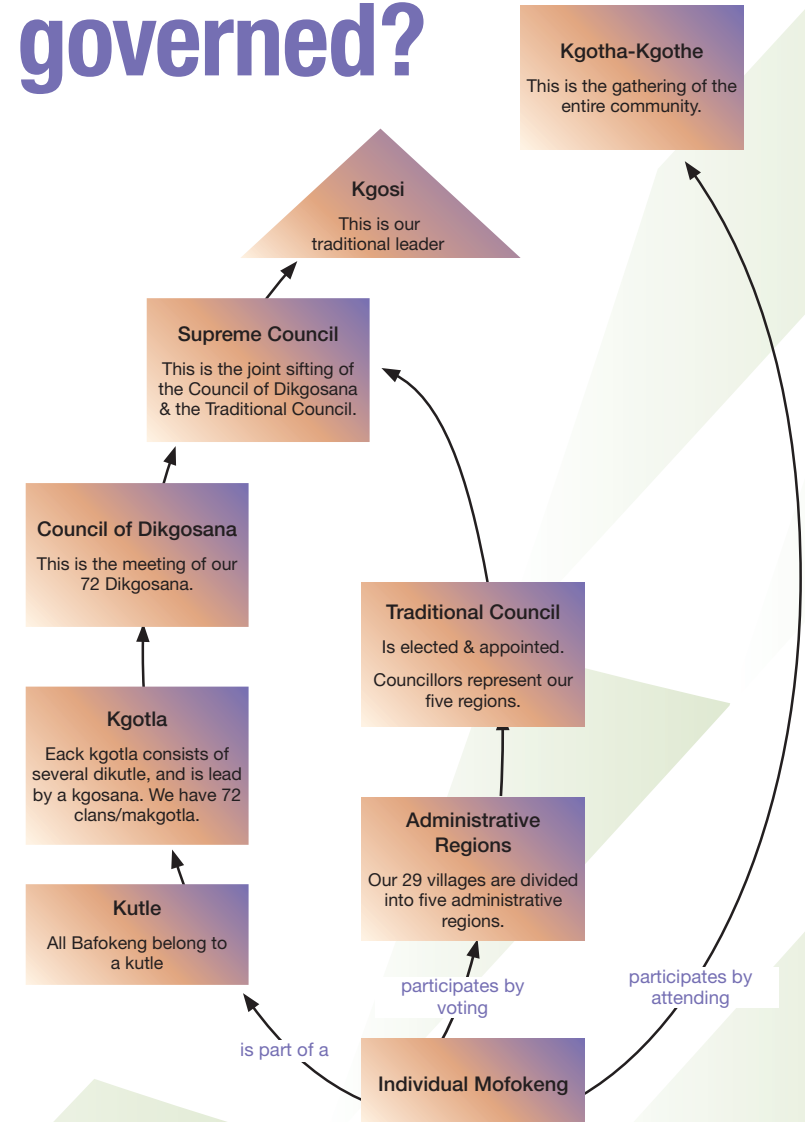 governed?
Kgotha-Kgothe
This is the gathering of the
entire community.
Kgosi
This is our
traditional leader
Supreme Council
This is the joint sifting of
the Council of Dikgosana
& the Traditional Council.
Council of Dikgosana
This is the meeting of our
72 Dikgosana.
Traditional Council
Is elected & appointed.
Councillors represent our
five regions.
Kgotla
Eack kgotla consists of
several dikutle, and is lead
by a kgosana. We have 72
clans/makgotla.
Administrative
Regions
Our 29 villages are divided
into five administrative
regions.
Kutle
All Bafokeng belong to
a kutle
participates by
voting
participates by
attending
is part of a
Individual Mofokeng